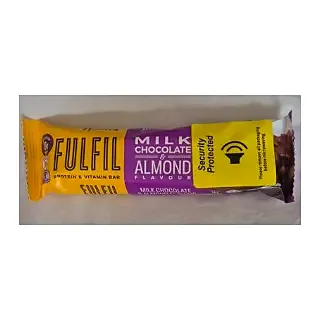 FULFIL
PROTEIN & VITAMIN BAR
MILK
CHOCOLATE
&
ALMOND
FLAVOUR
Security
Protected
FULFIL
MILK CHOCOLATE